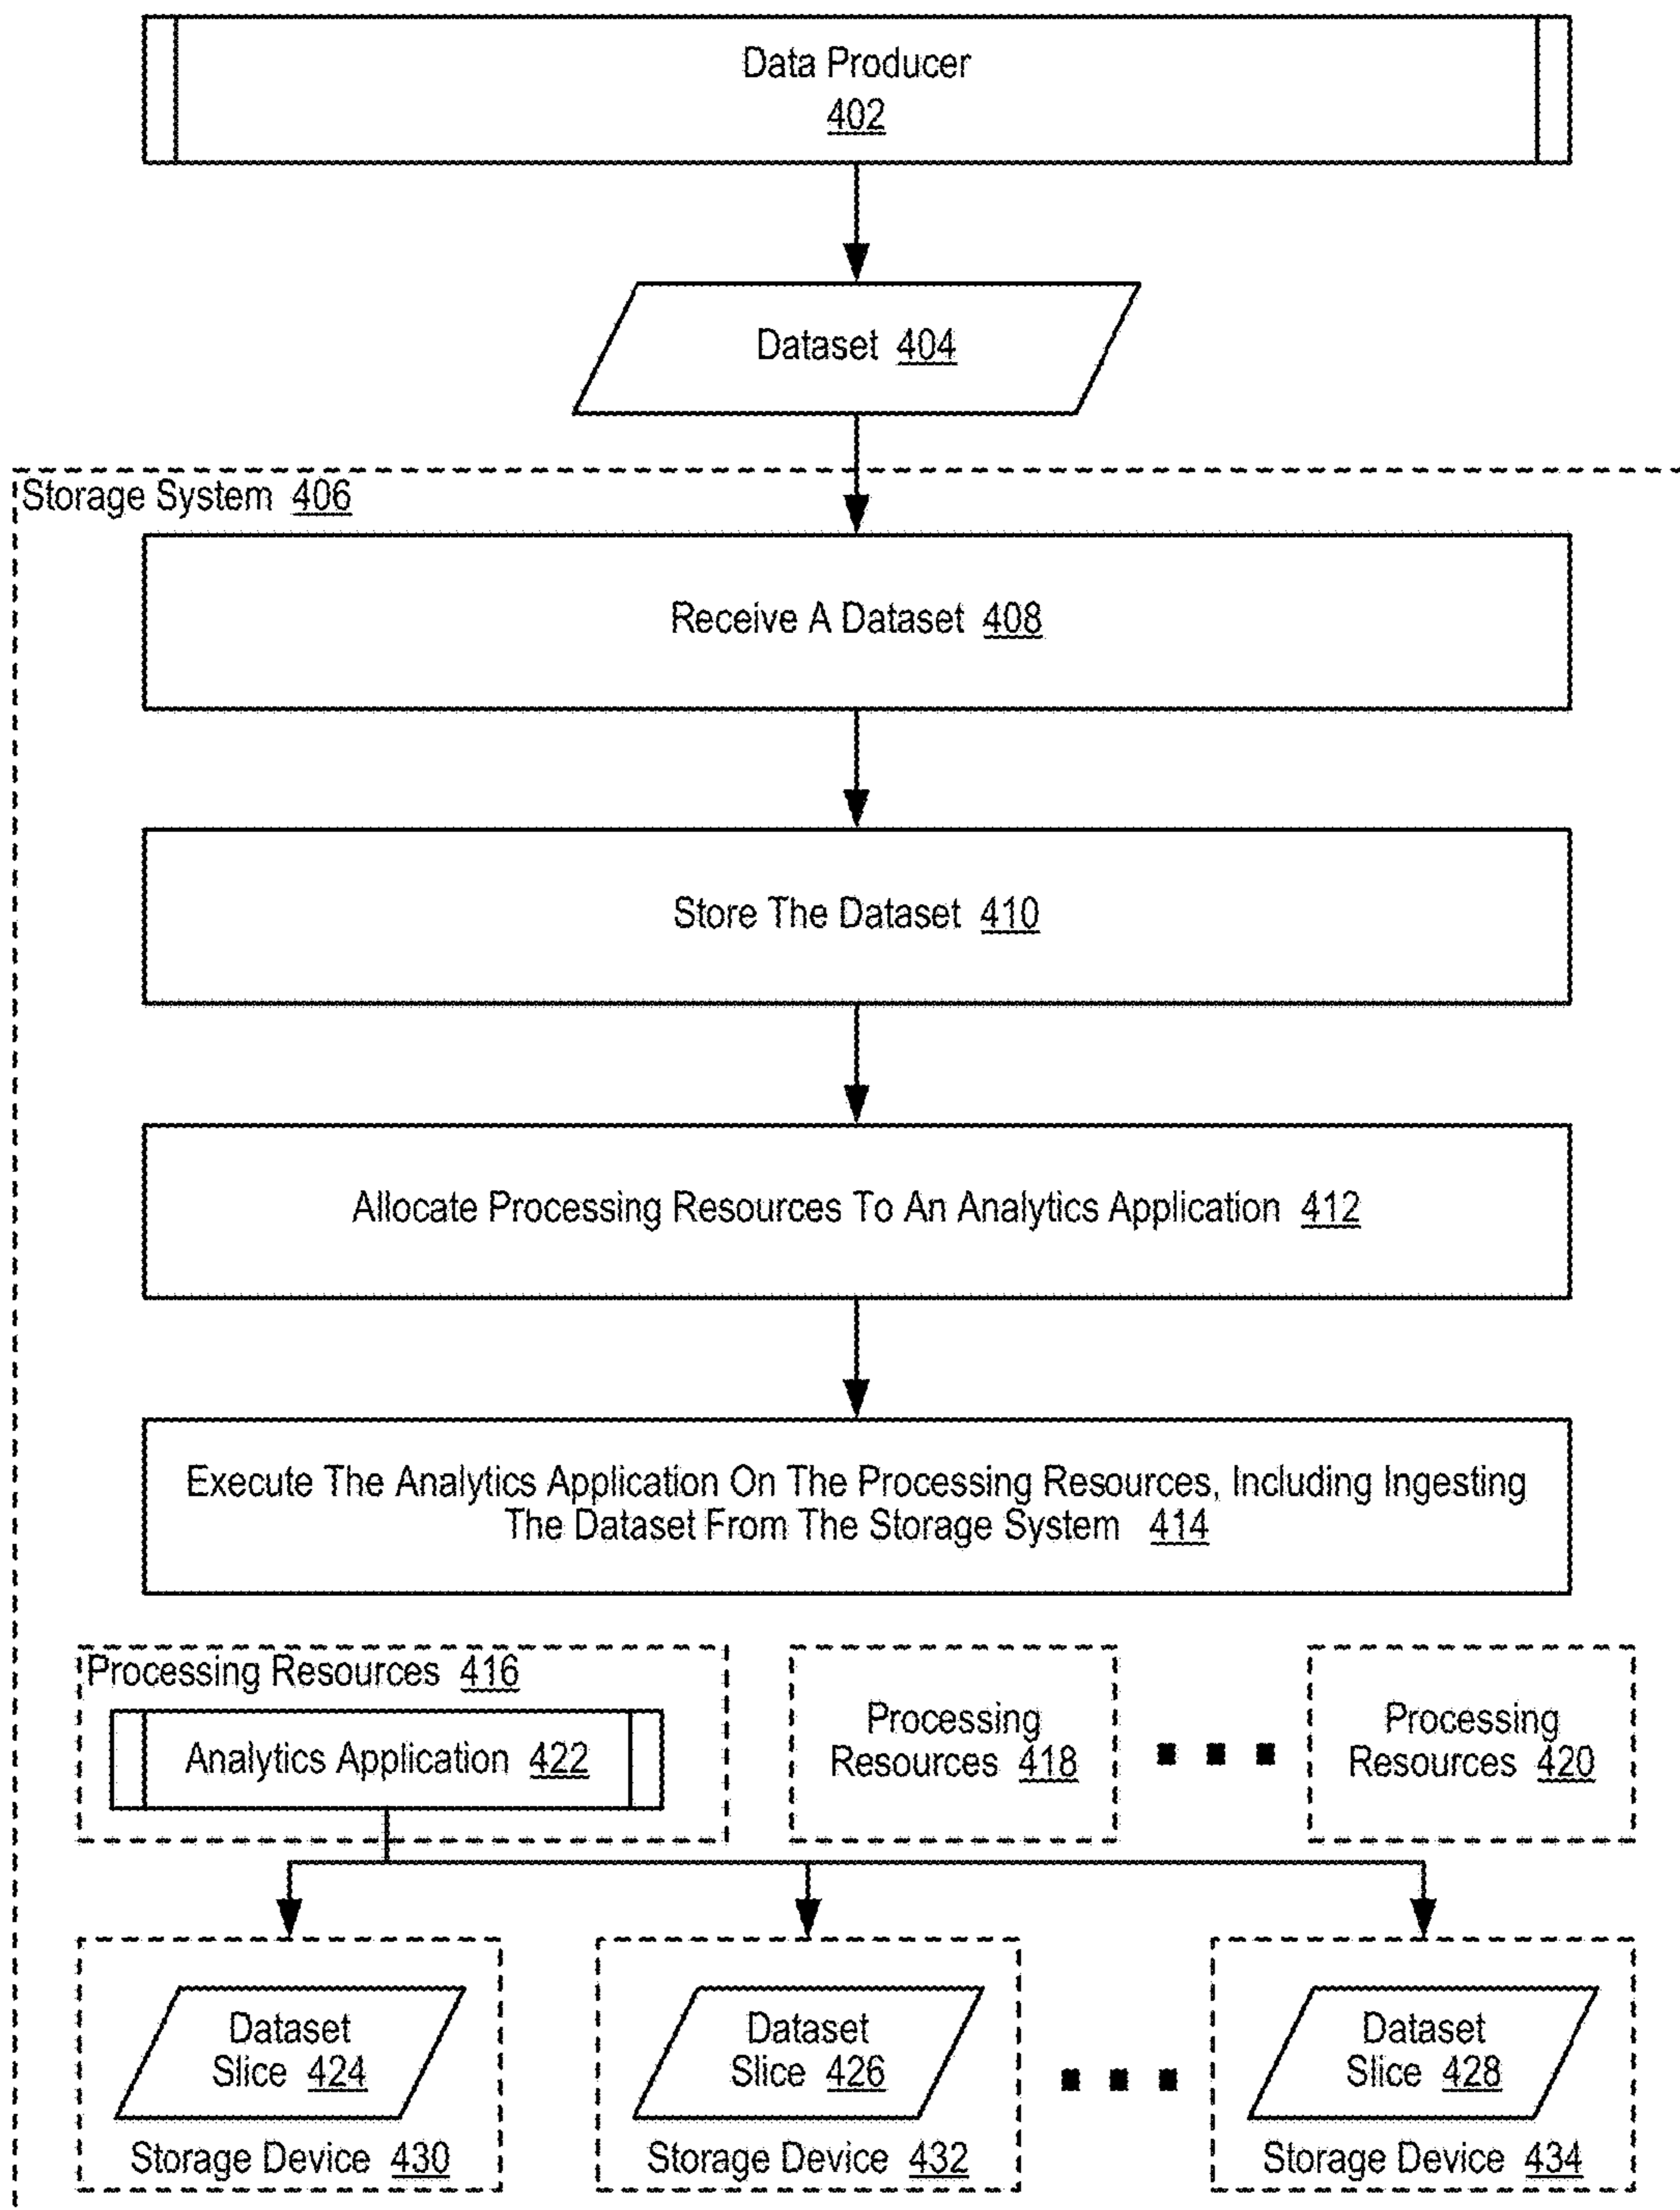 Data Producer
402
Dataset 404
Storage System 406
Receive A Dataset 408
Store The Dataset 410
Allocate Processing Resources To An Analytics Application 412
Execute The Analytics Application On The Processing Resources, Including Ingesting
The Dataset From The Storage System 414
Processing Resources 416
Analytics Application 422
Processing
Resources 418
Processing
Resources 420
Dataset
Slice 424
Storage Device 430
Dataset
Slice 426
Storage Device 432
Dataset
Slice 428
Storage Device 434